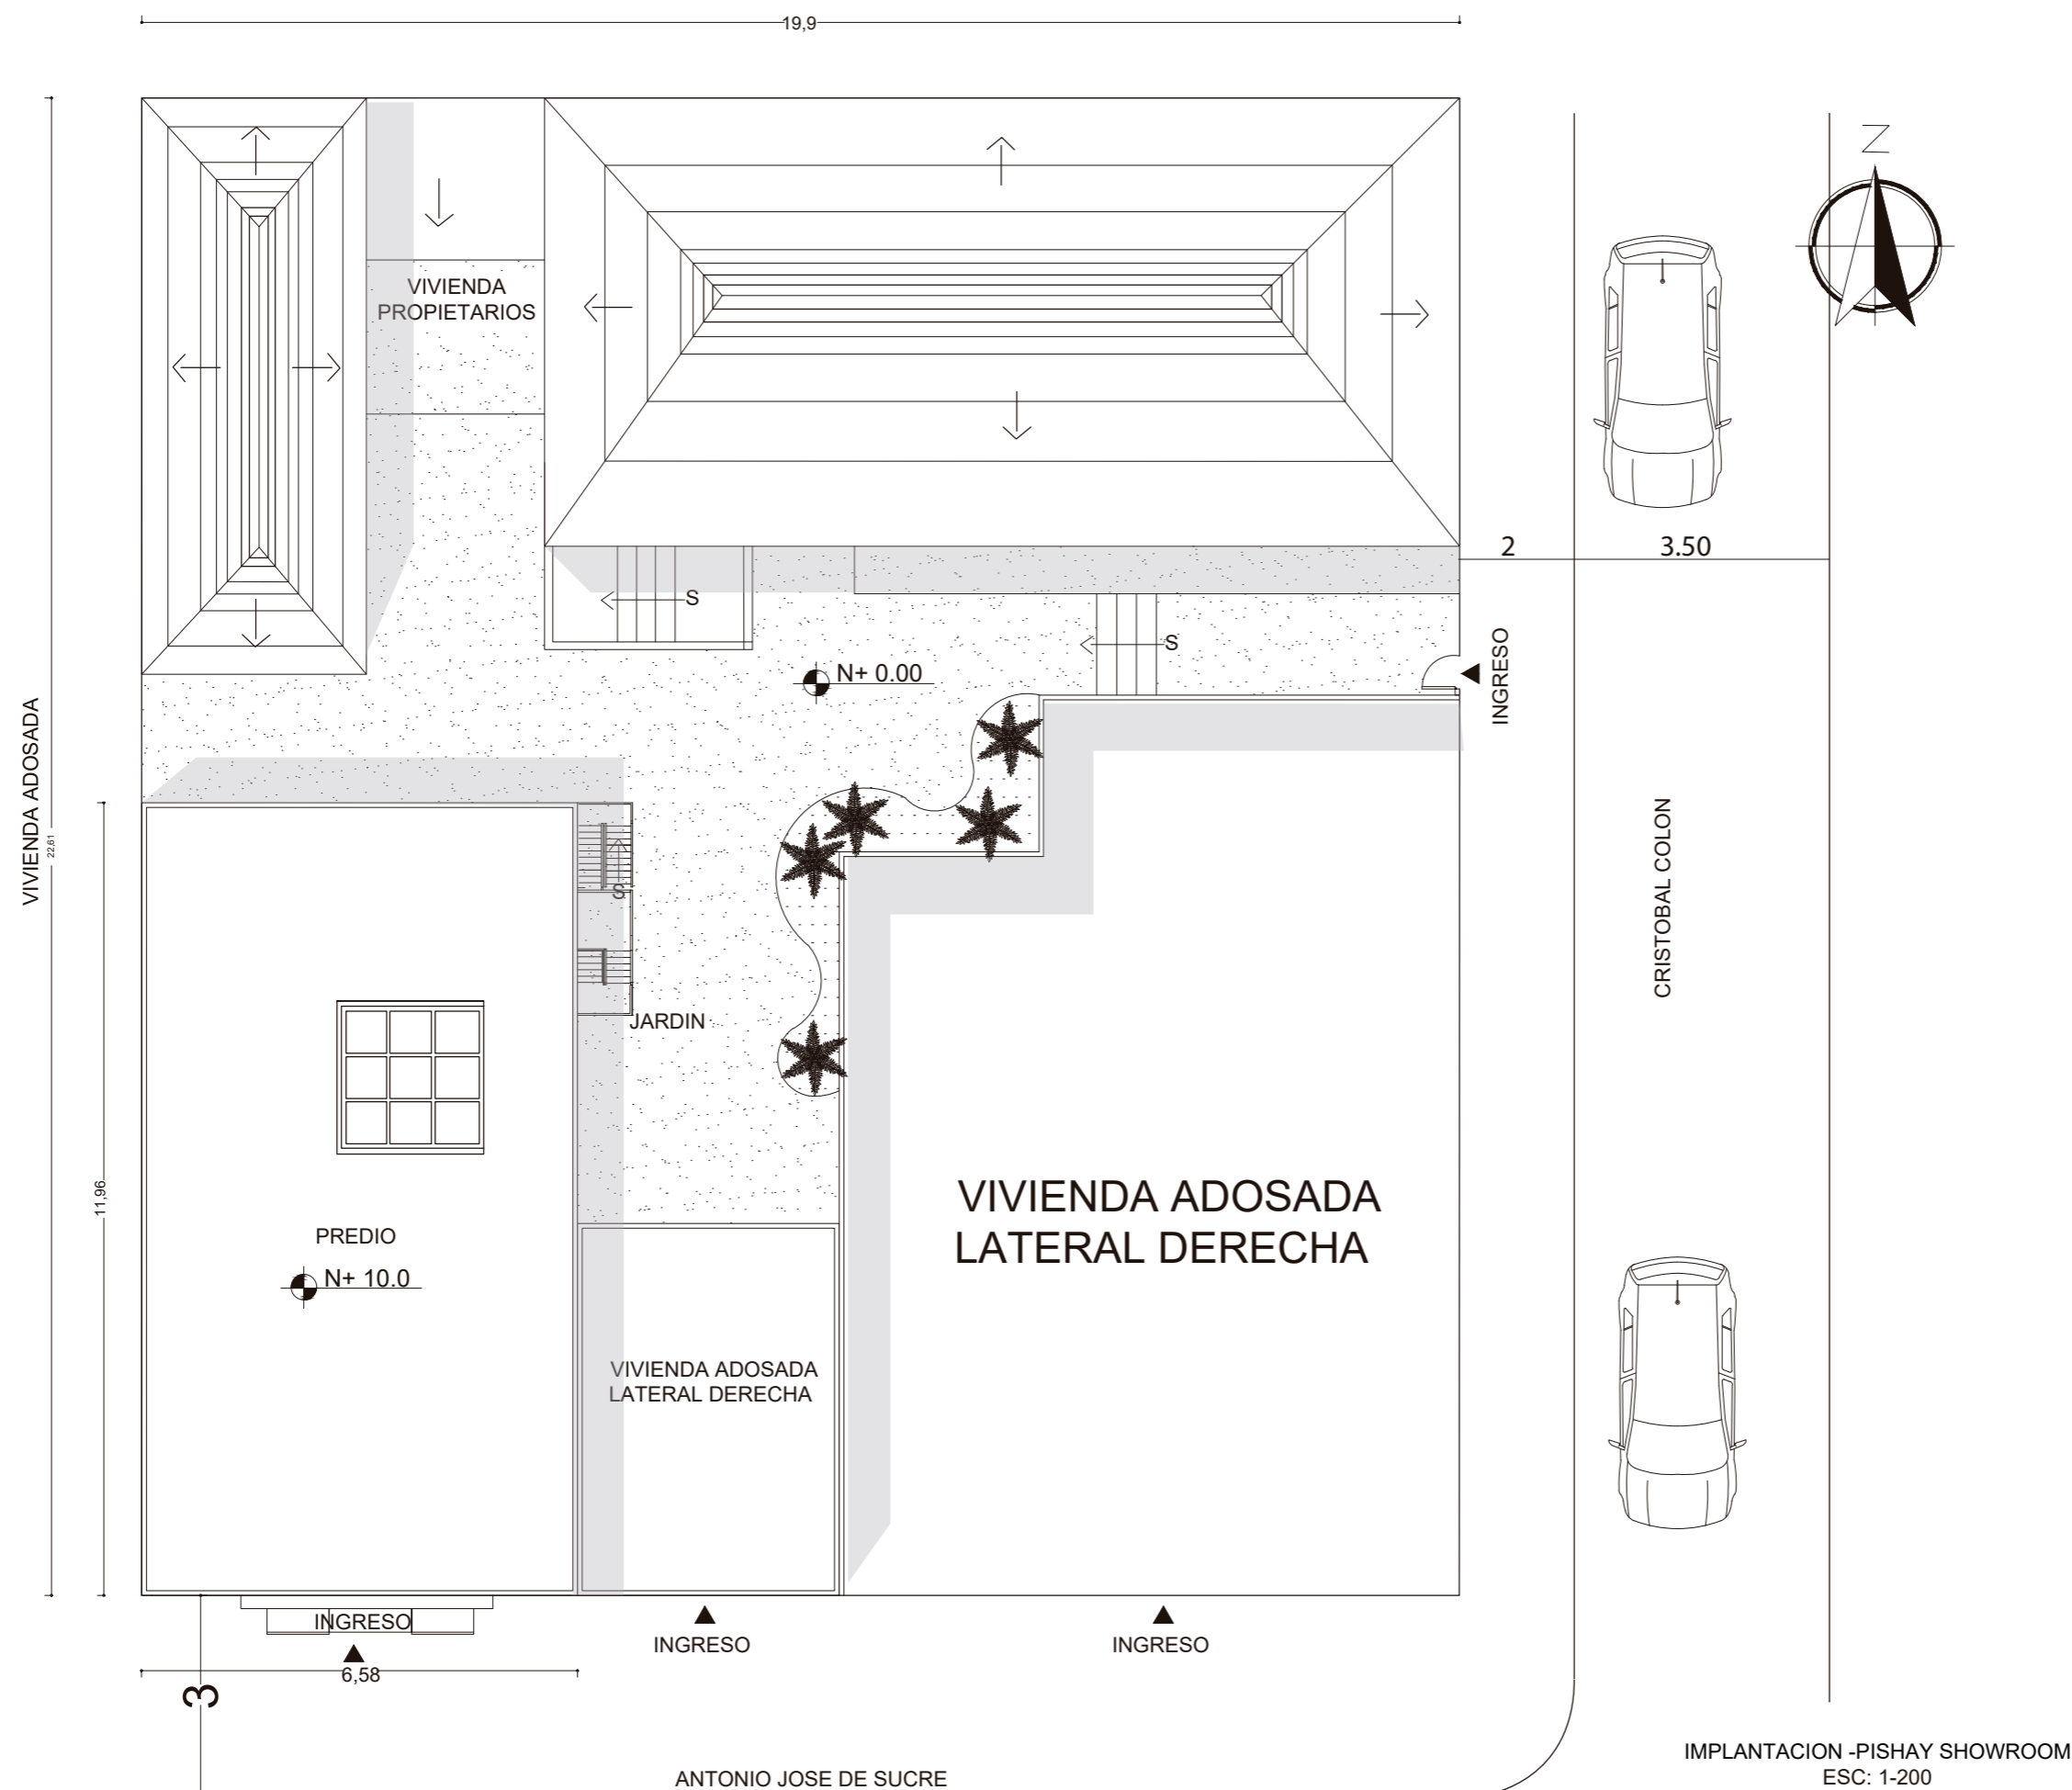 19,9
N
VIVIENDA
PROPIETARIOS
2
3.50
S
S
N+ 0.00
INGRESO
VIVIENDA ADOSADA
22,61
CRISTOBAL COLON
S
JARDIN
11,96
VIVIENDA ADOSADA
LATERAL DERECHA
PREDIO
N+ 10.0
VIVIENDA ADOSADA
LATERAL DERECHA
INGRESO
INGRESO
INGRESO
6,58
3
ANTONIO JOSE DE SUCRE
IMPLANTACION -PISHAY SHOWROOM
ESC: 1-200